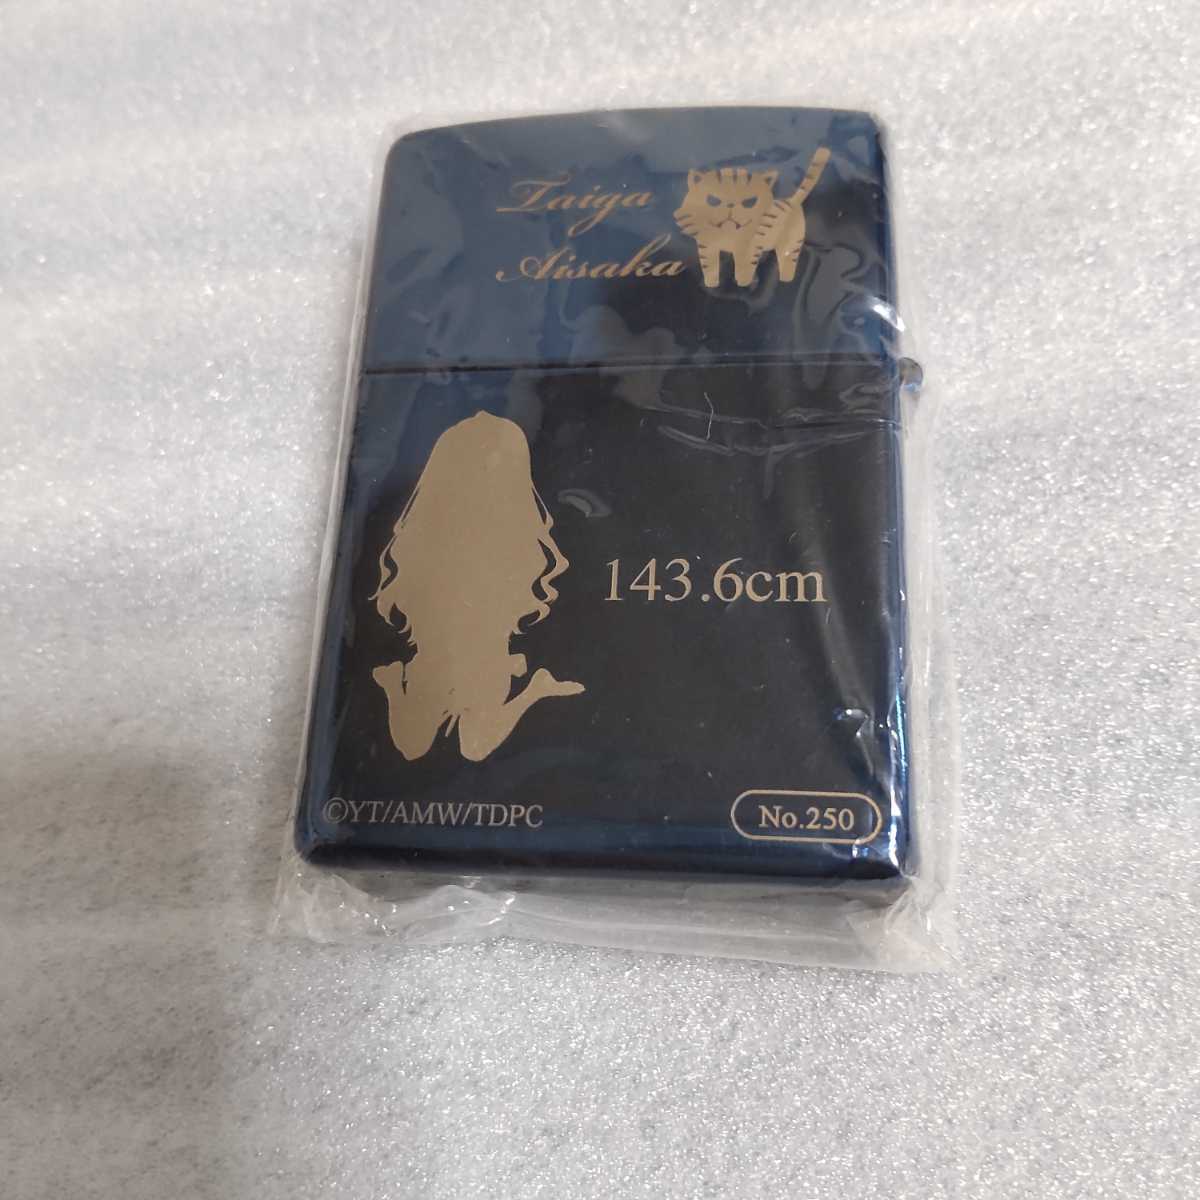 Taiga
Aisaka
143.6cm
©YT/AMW/TDPC
No.250